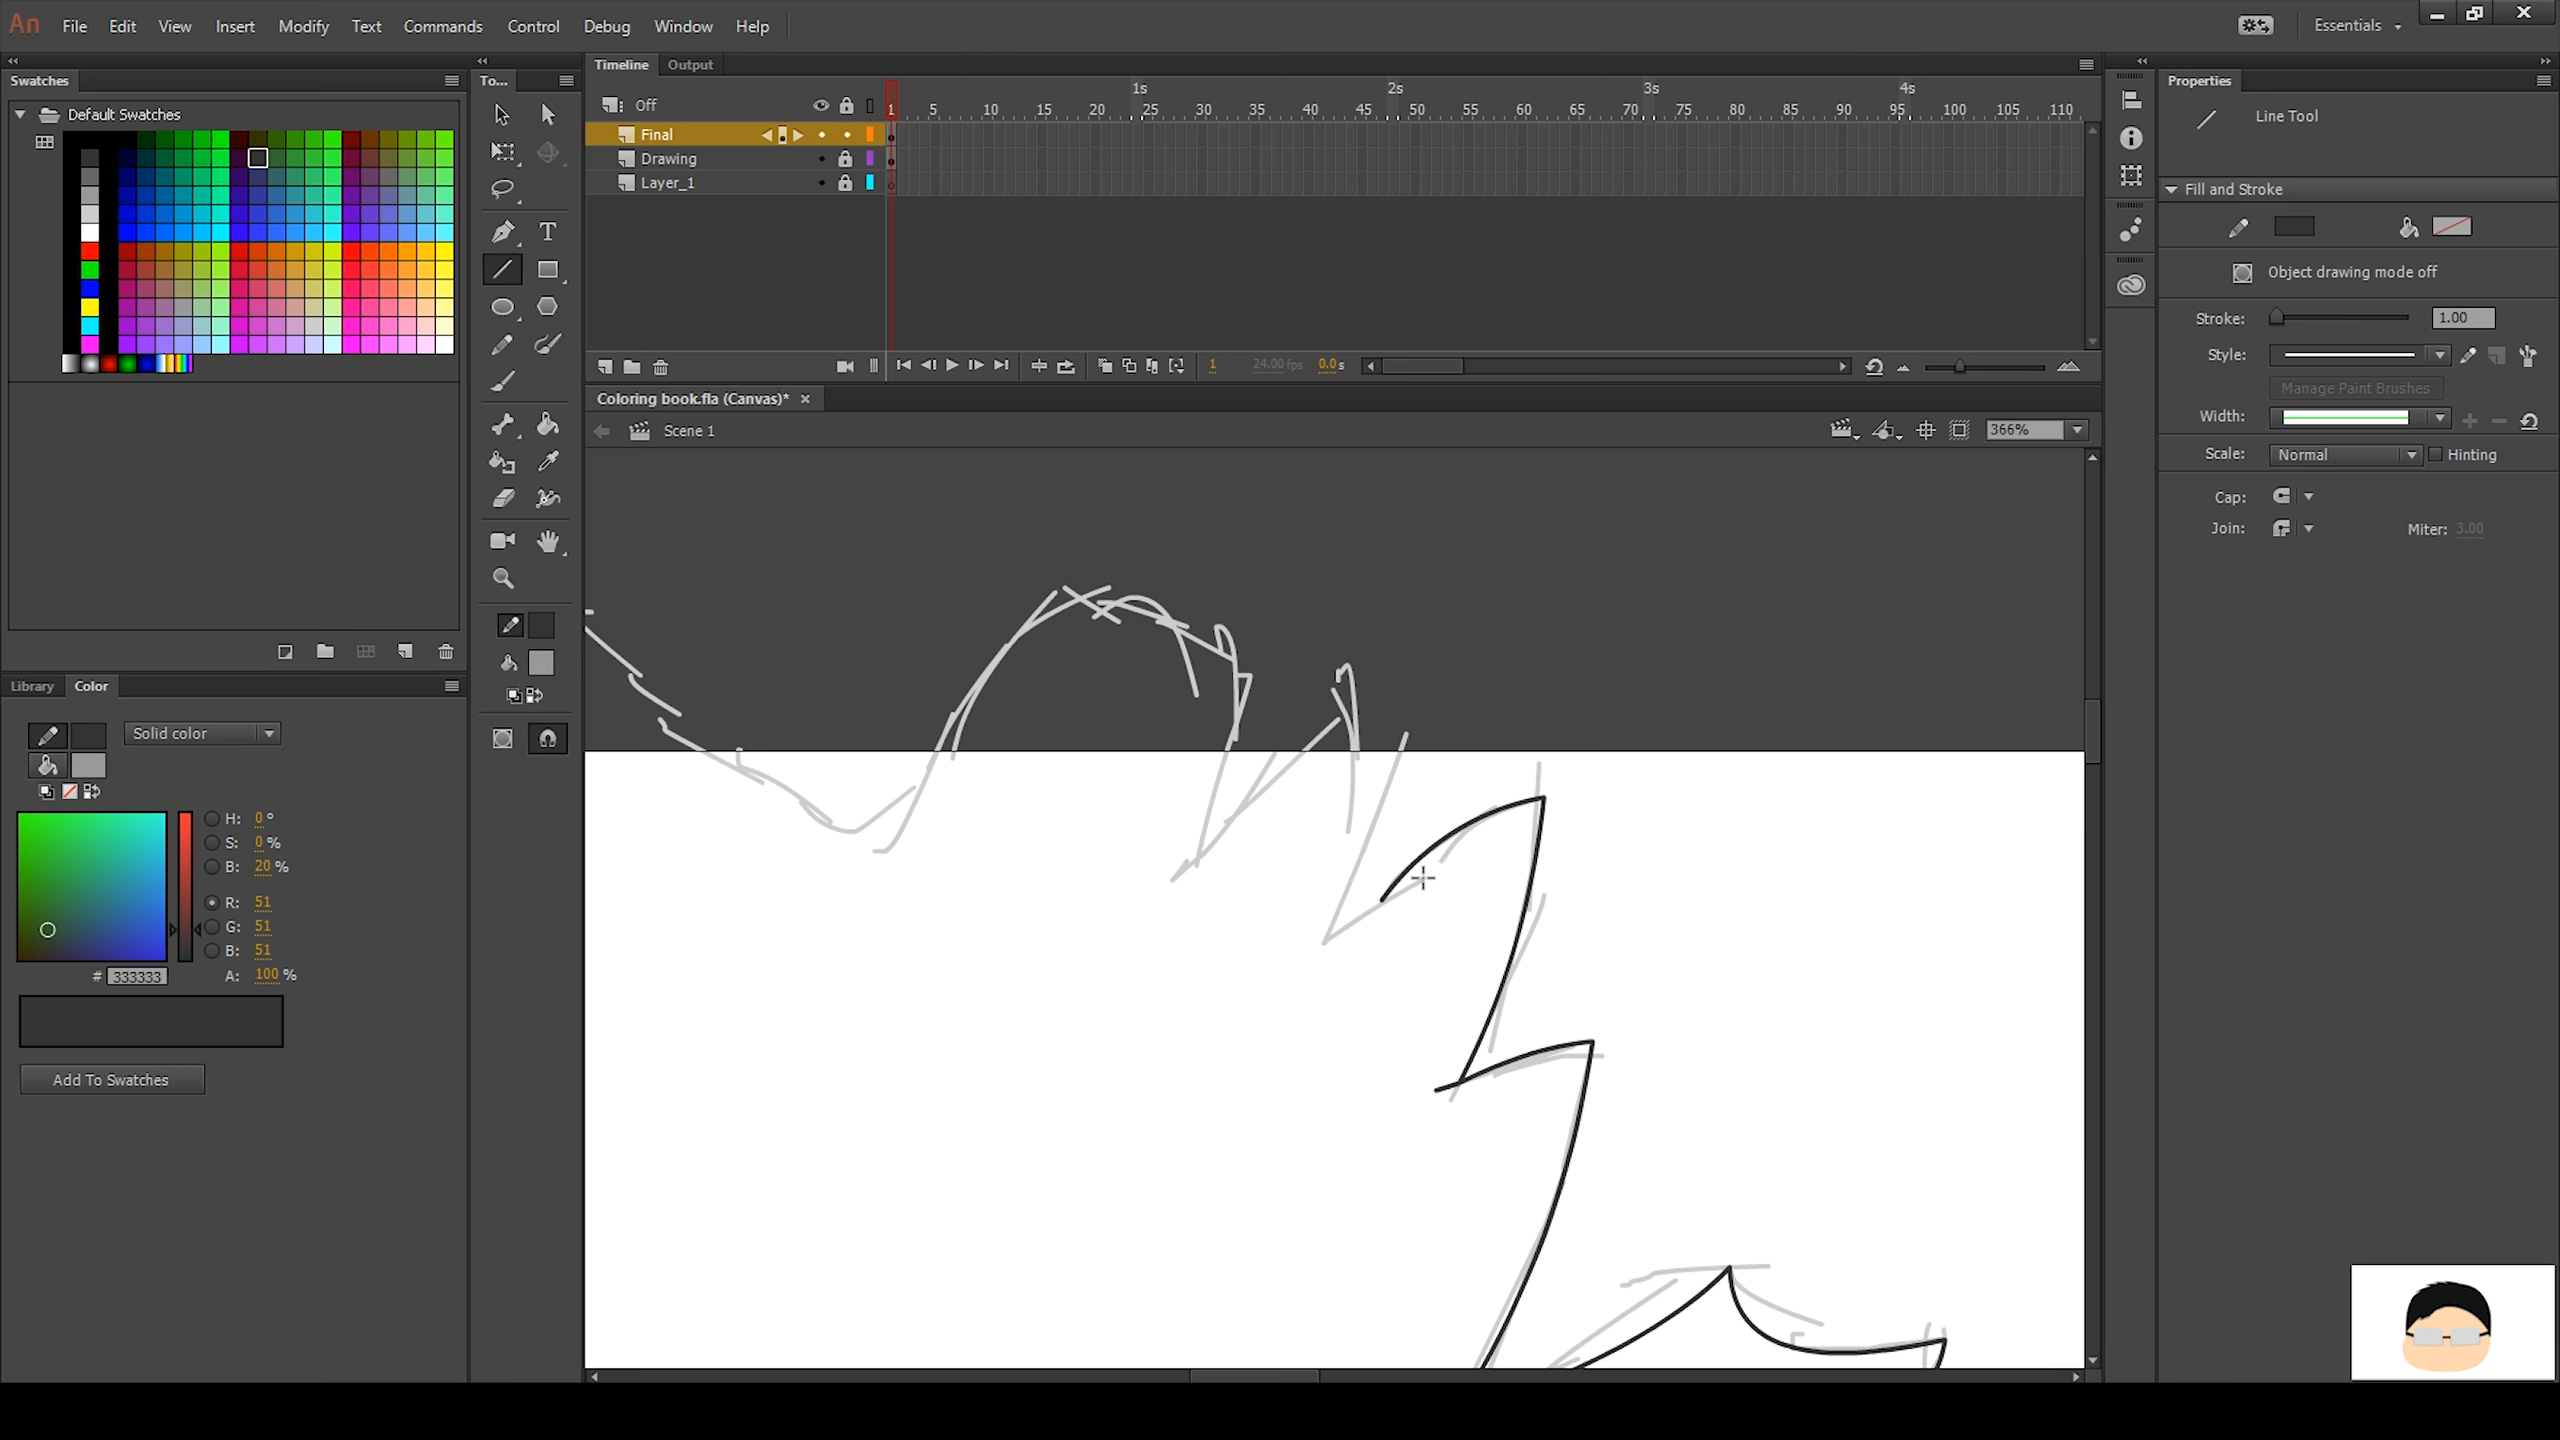 An File Edit View Insert Modify Text Commands Control Debug Window Help Essentials
Swatches To... Timeline Output Properties
Default Swatches
Off 1s 2s 3s 4s
1 5 10 15 20 25 30 35 40 45 50 55 60 65 70 75 80 85 90 95 100 105 110
Final
Drawing
Layer_1
1 24.00 fps 0.0 s
Coloring book.fla (Canvas)* ×
Scene 1 366%
T
Line Tool
Fill and Stroke
Object drawing mode off
Stroke: 1.00
Style:
Manage Paint Brushes
Width:
Scale: Normal Hinting
Cap:
Join: Miter: 3.00
Library Color
Solid color
H: 0 °
S: 0 %
B: 20 %
R: 51
G: 51
B: 51
# 333333 A: 100 %
Add To Swatches